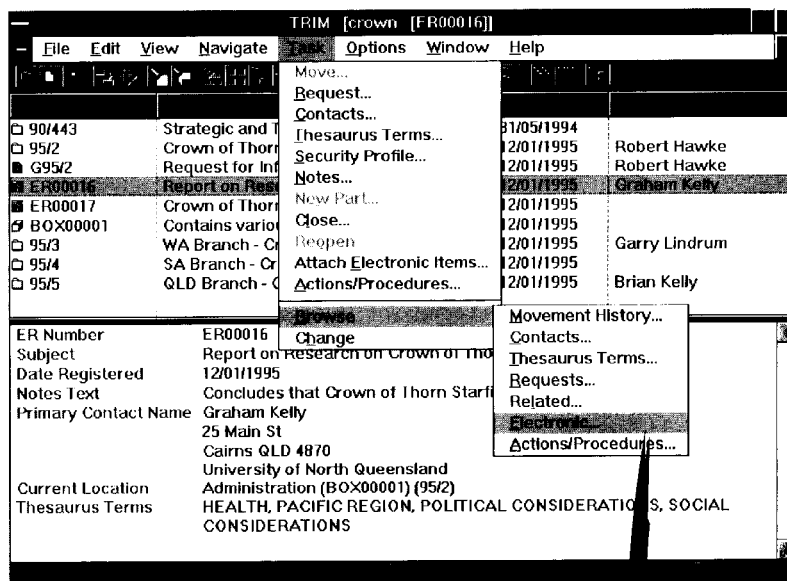 TRIM [crown [ER00016]]
File Edit View Navigate Task Options Window Help
Move...
Request...
Contacts...
Thesaurus Terms...
Security Profile...
Notes...
New Part...
Close...
Reopen
Attach Electronic Items...
Actions/Procedures...
Browse
Change
Movement History...
Contacts...
Thesaurus Terms...
Requests...
Related...
Electronic...
Actions/Procedures...
90/443 Strategic and T 31/05/1994
95/2 Crown of Thorn 12/01/1995 Robert Hawke
G95/2 Request for Inf 12/01/1995 Robert Hawke
ER00016 Report on Rese 12/01/1995 Graham Kelly
ER00017 Crown of Thorn 12/01/1995
BOX00001 Contains variou 12/01/1995
95/3 WA Branch - Cr 12/01/1995 Garry Lindrum
95/4 SA Branch - Cr 12/01/1995
95/5 QLD Branch - C 12/01/1995 Brian Kelly
ER Number ER00016
Subject Report on Research on Crown of Tho
Date Registered 12/01/1995
Notes Text Concludes that Crown of Thorn Starfi
Primary Contact Name Graham Kelly
25 Main St
Cairns QLD 4870
University of North Queensland
Current Location Administration (BOX00001) (95/2)
Thesaurus Terms HEALTH, PACIFIC REGION, POLITICAL CONSIDERATIONS, SOCIAL
CONSIDERATIONS